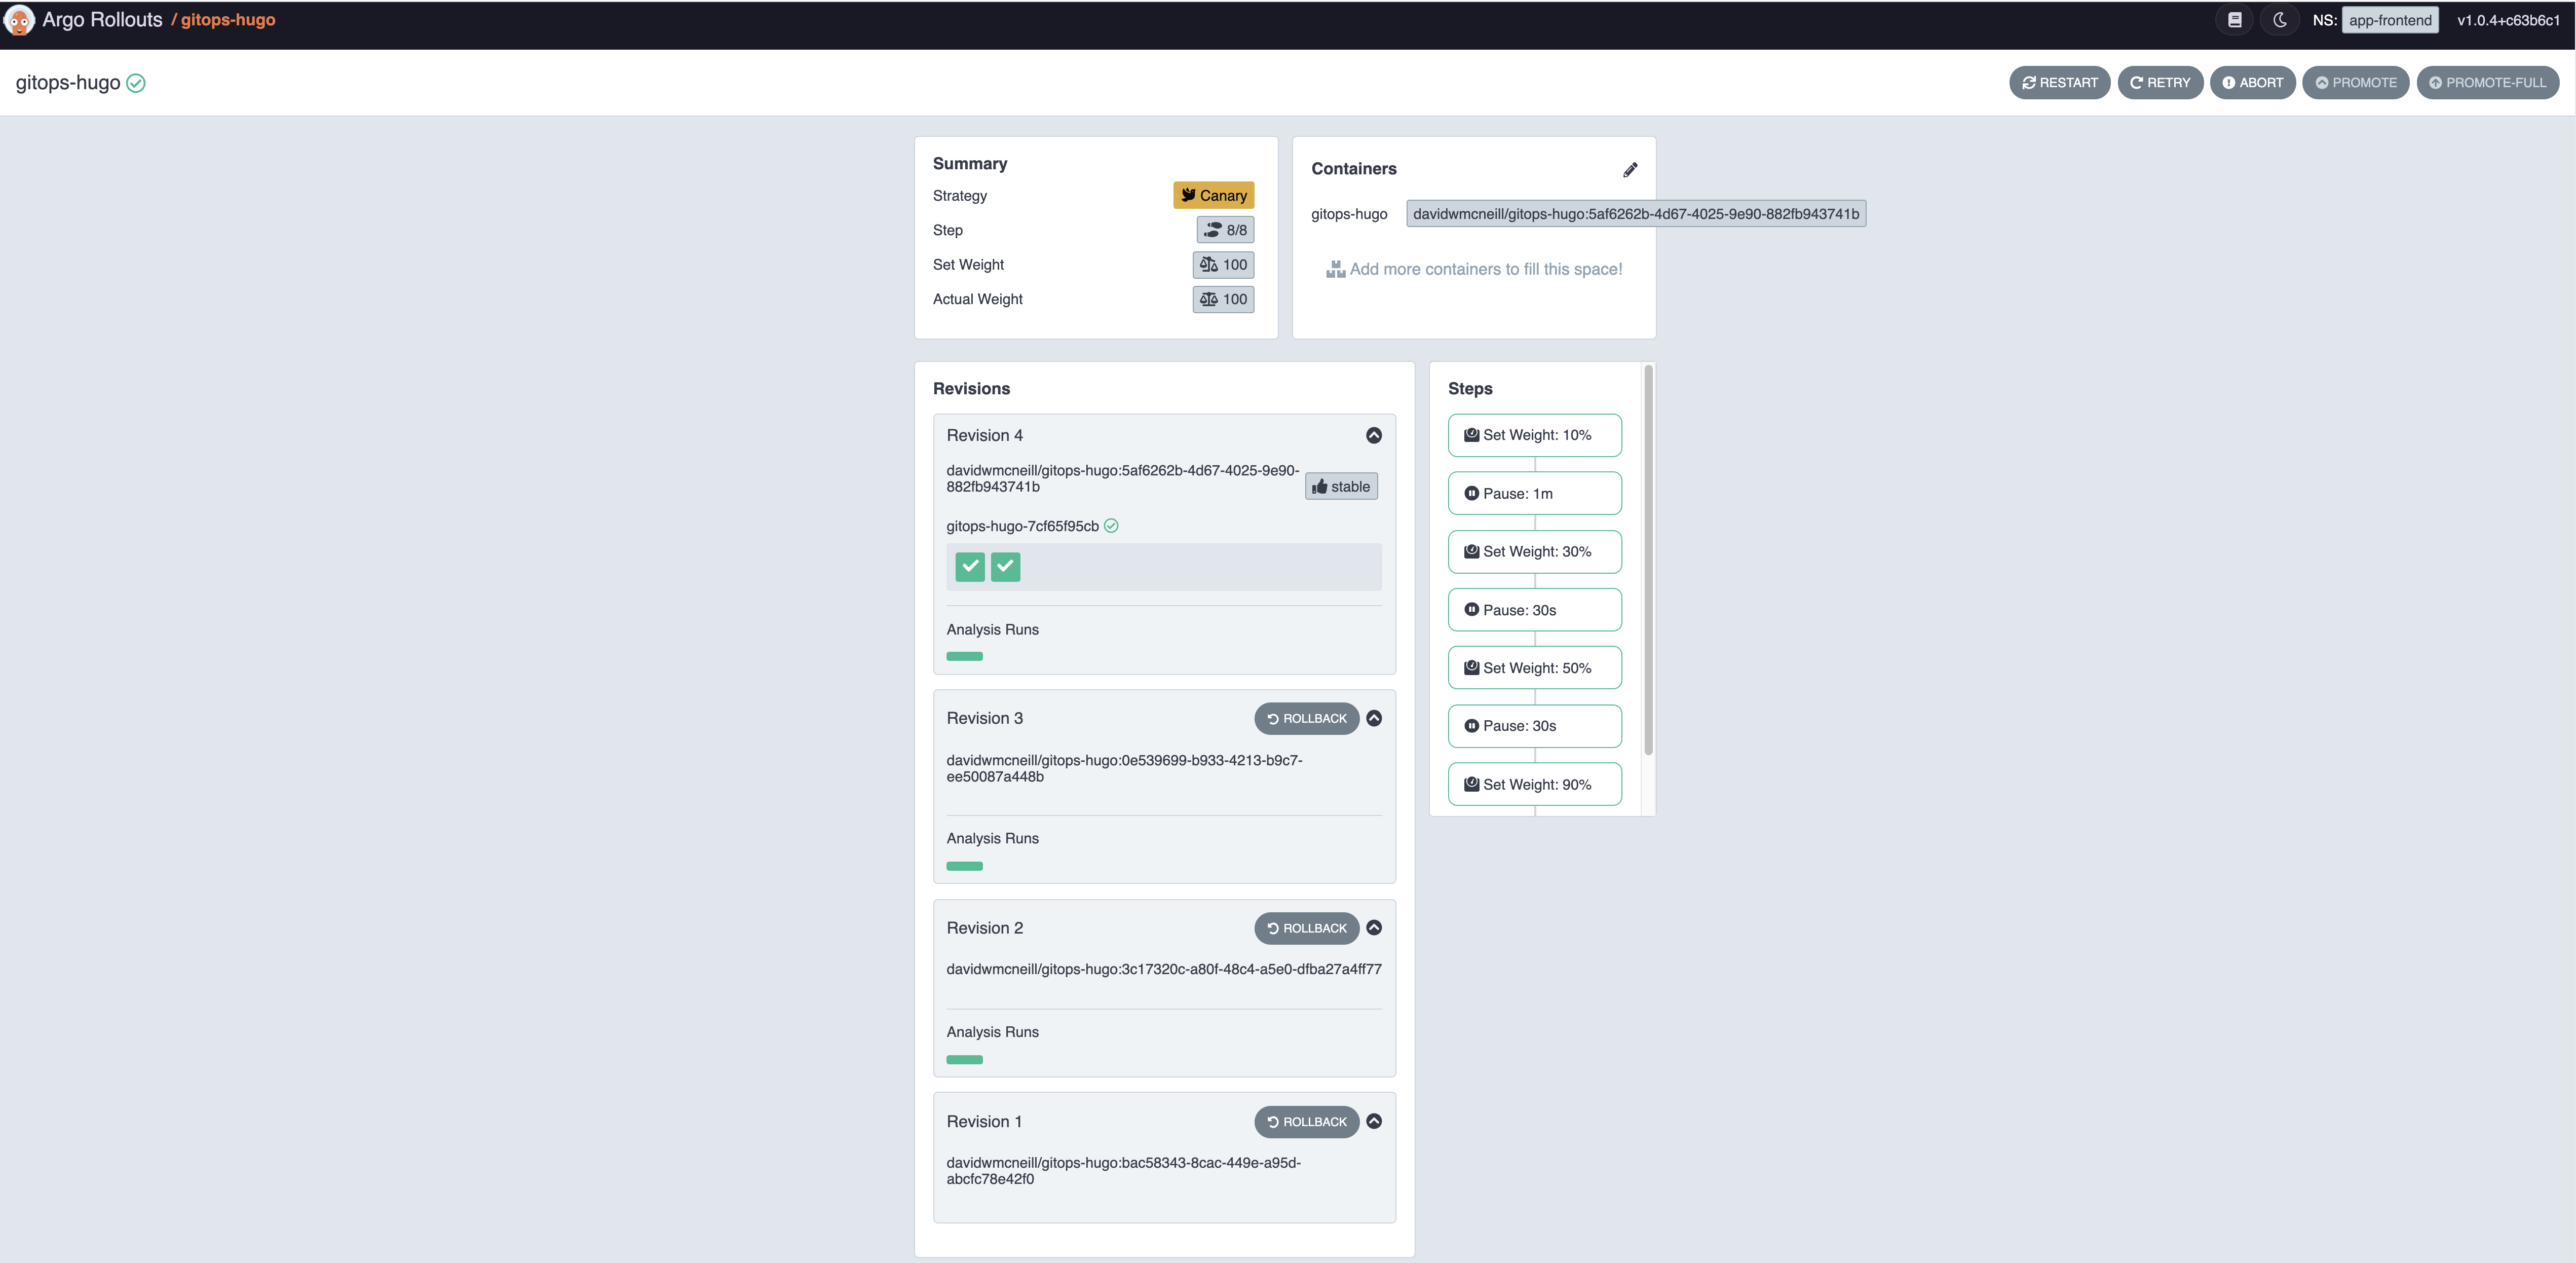 Argo Rollouts / gitops-hugo
NS: app-frontend v1.0.4+c63b6c1
gitops-hugo
RESTART RETRY ABORT PROMOTE PROMOTE-FULL
Summary
Strategy Canary
Step 8/8
Set Weight 100
Actual Weight 100
Containers
gitops-hugo davidwmcneill/gitops-hugo:5af6262b-4d67-4025-9e90-882fb943741b
Add more containers to fill this space!
Revisions
Revision 4
davidwmcneill/gitops-hugo:5af6262b-4d67-4025-9e90-
882fb943741b
stable
gitops-hugo-7cf65f95cb
Analysis Runs
Revision 3 ROLLBACK
davidwmcneill/gitops-hugo:0e539699-b933-4213-b9c7-
ee50087a448b
Analysis Runs
Revision 2 ROLLBACK
davidwmcneill/gitops-hugo:3c17320c-a80f-48c4-a5e0-dfba27a4ff77
Analysis Runs
Revision 1 ROLLBACK
davidwmcneill/gitops-hugo:bac58343-8cac-449e-a95d-
abcfc78e42f0
Steps
Set Weight: 10%
Pause: 1m
Set Weight: 30%
Pause: 30s
Set Weight: 50%
Pause: 30s
Set Weight: 90%